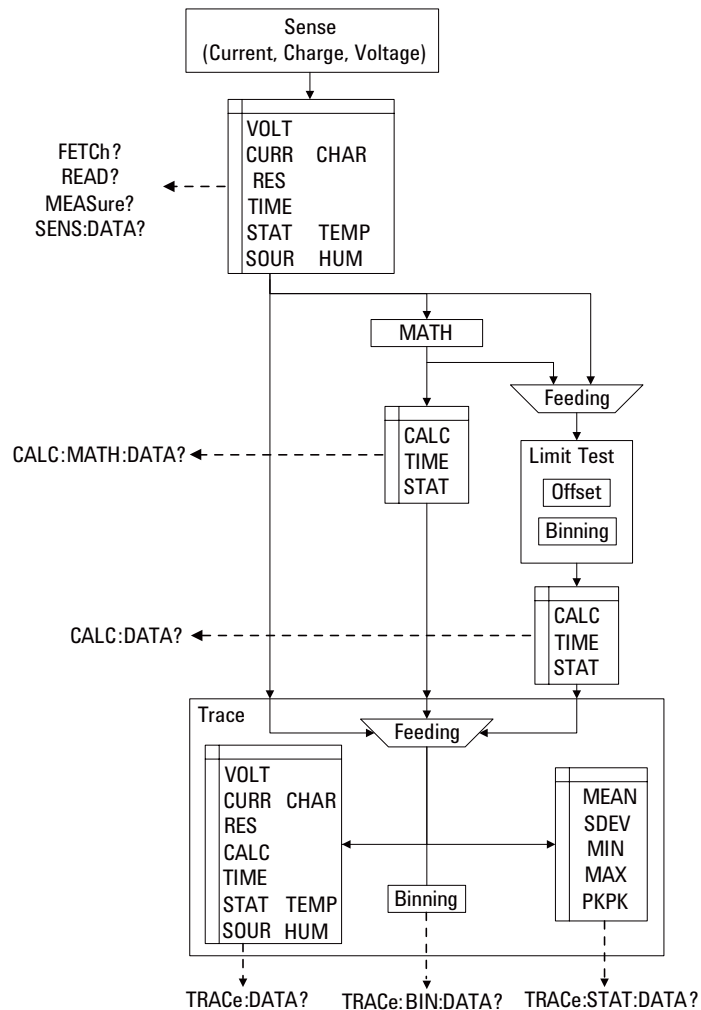 Sense
(Current, Charge, Voltage)
VOLT
CURR CHAR
RES
TIME
STAT TEMP
SOUR HUM
FETCh?
READ?
MEASure?
SENS:DATA?
MATH
Feeding
CALC
TIME
STAT
CALC:MATH:DATA?
Limit Test
Offset
Binning
CALC
TIME
STAT
CALC:DATA?
Trace
Feeding
VOLT
CURR CHAR
RES
CALC
TIME
STAT TEMP
SOUR HUM
Binning
MEAN
SDEV
MIN
MAX
PKPK
TRACe:DATA?
TRACe:BIN:DATA?
TRACe:STAT:DATA?